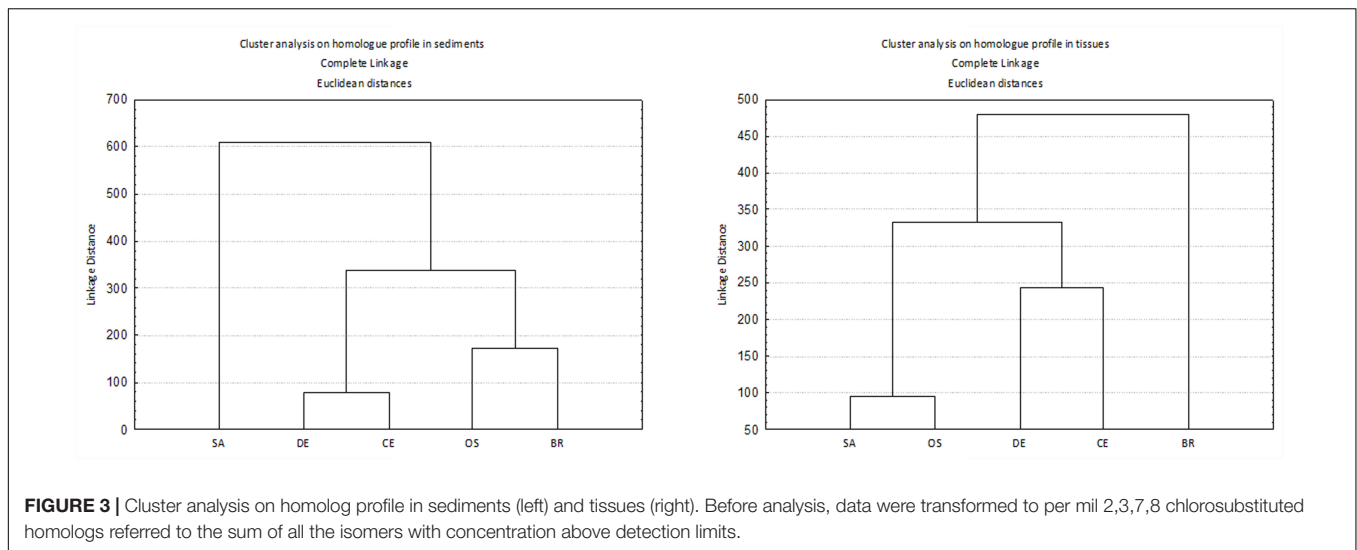 Cluster analysis on homologue profile in sediments
Complete Linkage
Euclidean distances
700
600
500
400
300
200
100
0
Linkage Distance
SA DE CE OS BR
Cluster analysis on homologue profile in tissues
Complete Linkage
Euclidean distances
500
450
400
350
300
250
200
150
100
50
Linkage Distance
SA OS DE CE BR
FIGURE 3 | Cluster analysis on homolog profile in sediments (left) and tissues (right). Before analysis, data were transformed to per mil 2,3,7,8 chlorosubstituted
homologs referred to the sum of all the isomers with concentration above detection limits.